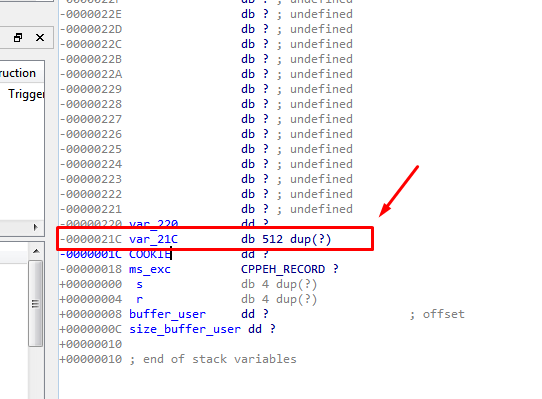 db ? ; undefined
-0000022E db ? ; undefined
-0000022D db ? ; undefined
-0000022C db ? ; undefined
-0000022B db ? ; undefined
-0000022A db ? ; undefined
-00000229 db ? ; undefined
-00000228 db ? ; undefined
-00000227 db ? ; undefined
-00000226 db ? ; undefined
-00000225 db ? ; undefined
-00000224 db ? ; undefined
-00000223 db ? ; undefined
-00000222 db ? ; undefined
-00000221 db ? ; undefined
-00000220 var_220 dd ?
-0000021C var_21C db 512 dup(?)
-0000001C COOKIE dd ?
-00000018 ms_exc CPPEH_RECORD ?
+00000000 s db 4 dup(?)
+00000004 r db 4 dup(?)
+00000008 buffer_user dd ? ; offset
+0000000C size_buffer_user dd ?
+00000010
+00000010 ; end of stack variables
ruction
Trigger